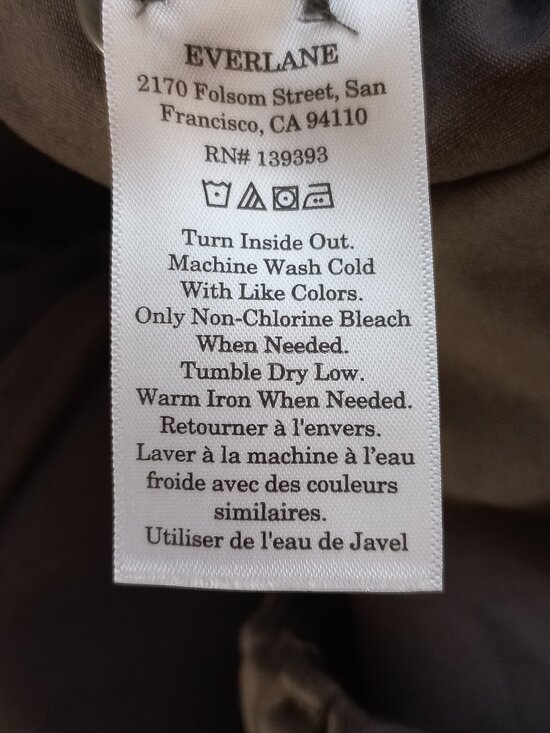 EVERLANE
2170 Folsom Street, San
Francisco, CA 94110
RN# 139393
Turn Inside Out.
Machine Wash Cold
With Like Colors.
Only Non-Chlorine Bleach
When Needed.
Tumble Dry Low.
Warm Iron When Needed.
Retourner à l'envers.
Laver à la machine à l’eau
froide avec des couleurs
similaires.
Utiliser de l'eau de Javel